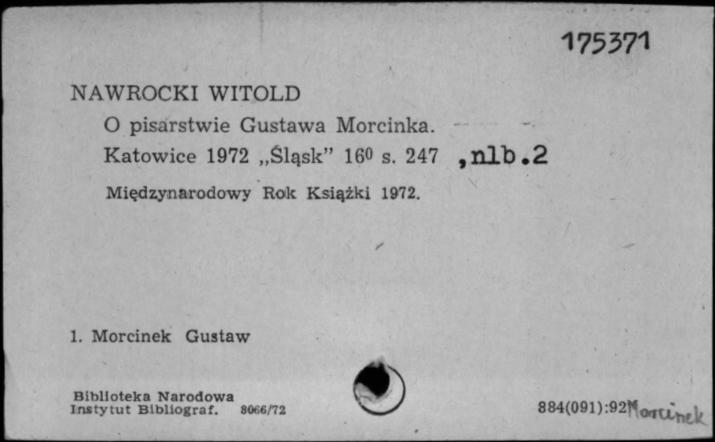 175371
NAWROCKI WITOLD
O pisarstwie Gustawa Morcinka.
Katowice 1972 „Śląsk” 16⁰ s. 247 ,nlb.2
Międzynarodowy Rok Książki 1972.
1. Morcinek Gustaw
Biblioteka Narodowa
Instytut Bibliograf. 8066/72
884(091):92Morcinek